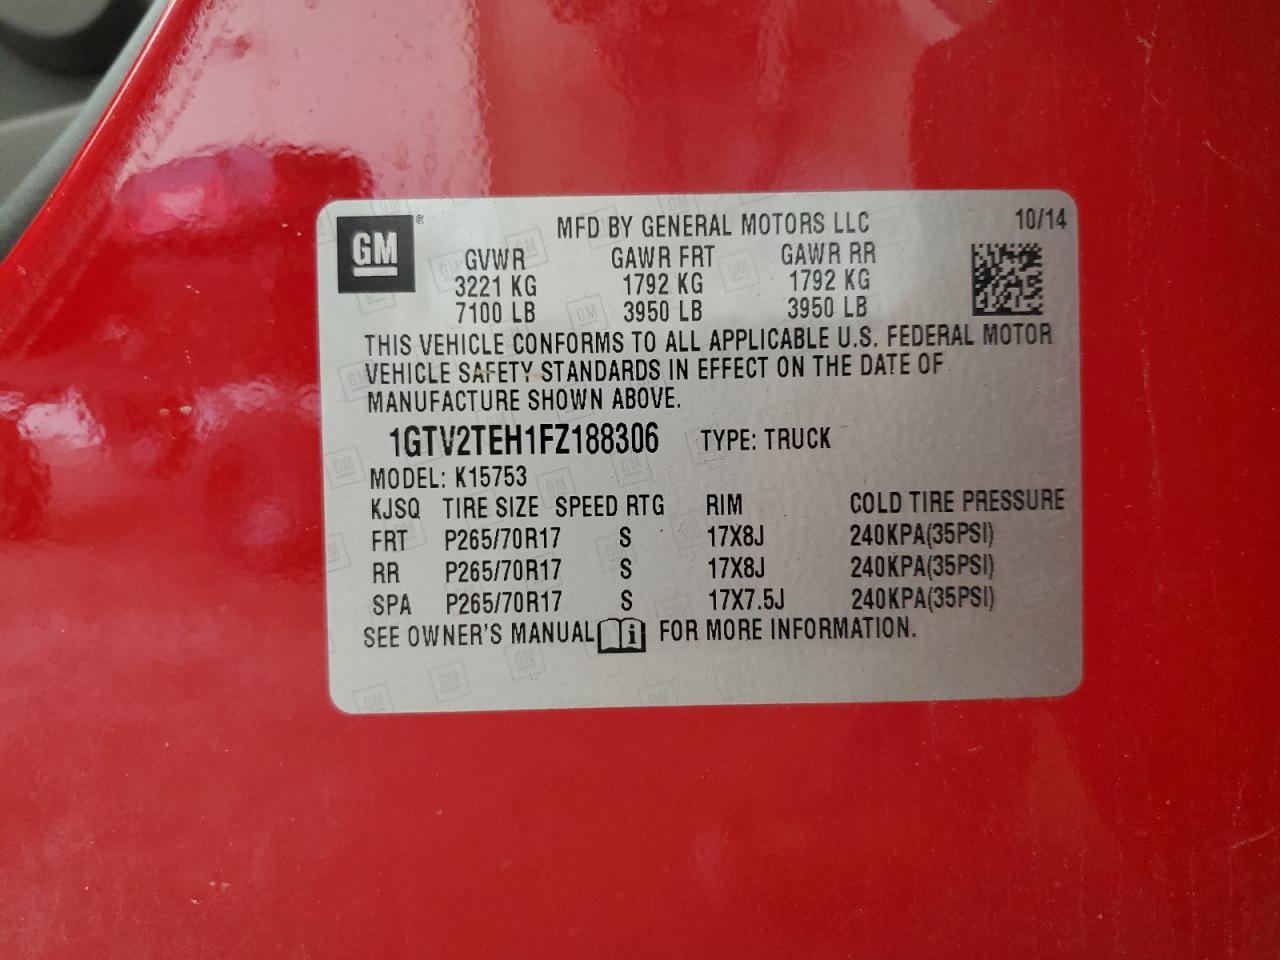 GM ®
MFD BY GENERAL MOTORS LLC 10/14
GVWR GAWR FRT GAWR RR
3221 KG 1792 KG 1792 KG
7100 LB 3950 LB 3950 LB
THIS VEHICLE CONFORMS TO ALL APPLICABLE U.S. FEDERAL MOTOR
VEHICLE SAFETY STANDARDS IN EFFECT ON THE DATE OF
MANUFACTURE SHOWN ABOVE.
1GTV2TEH1FZ188306 TYPE: TRUCK
MODEL: K15753
KJSQ TIRE SIZE SPEED RTG RIM COLD TIRE PRESSURE
FRT P265/70R17 S 17X8J 240KPA(35PSI)
RR P265/70R17 S 17X8J 240KPA(35PSI)
SPA P265/70R17 S 17X7.5J 240KPA(35PSI)
SEE OWNER'S MANUAL i FOR MORE INFORMATION.